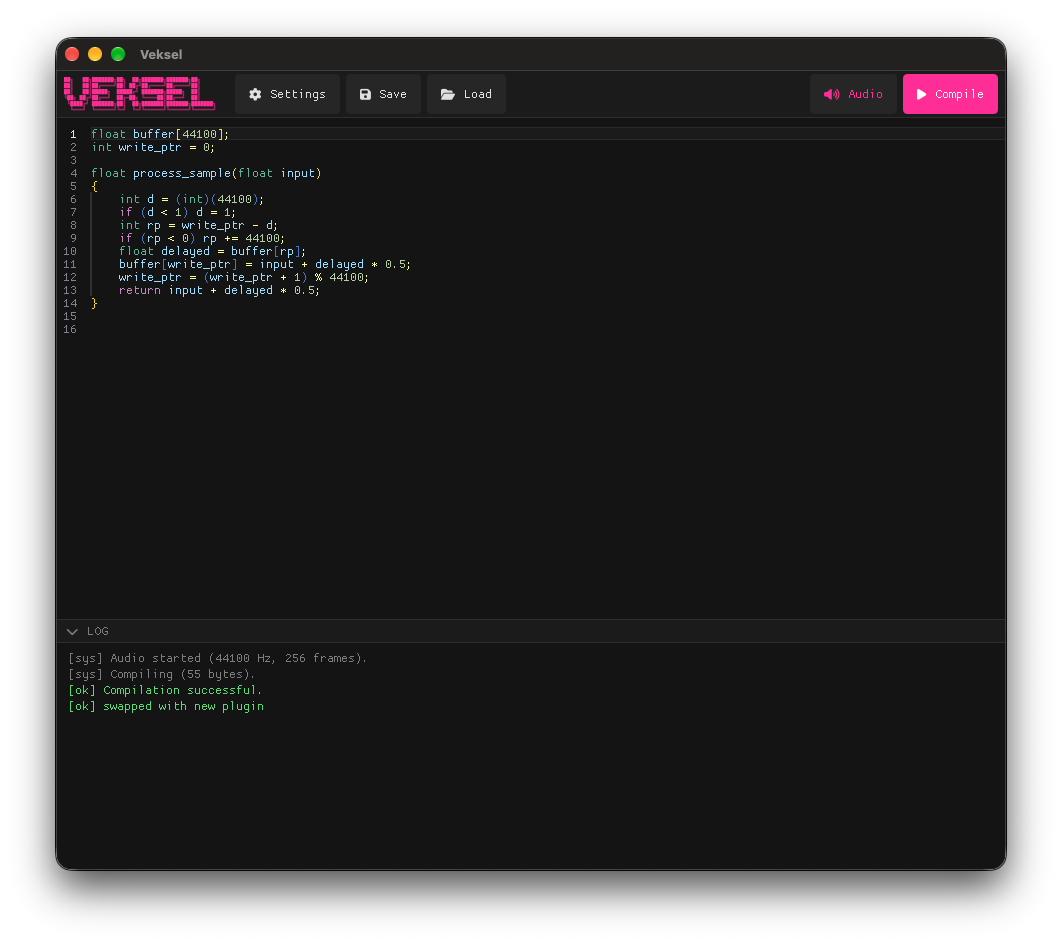 Veksel
VEKSEL
Settings Save Load Audio Compile
1 float buffer[44100];
2 int write_ptr = 0;
3
4 float process_sample(float input)
5 {
6     int d = (int)(44100);
7     if (d < 1) d = 1;
8     int rp = write_ptr - d;
9     if (rp < 0) rp += 44100;
10     float delayed = buffer[rp];
11     buffer[write_ptr] = input + delayed * 0.5;
12     write_ptr = (write_ptr + 1) % 44100;
13     return input + delayed * 0.5;
14 }
15
16
LOG
[sys] Audio started (44100 Hz, 256 frames).
[sys] Compiling (55 bytes).
[ok] Compilation successful.
[ok] swapped with new plugin